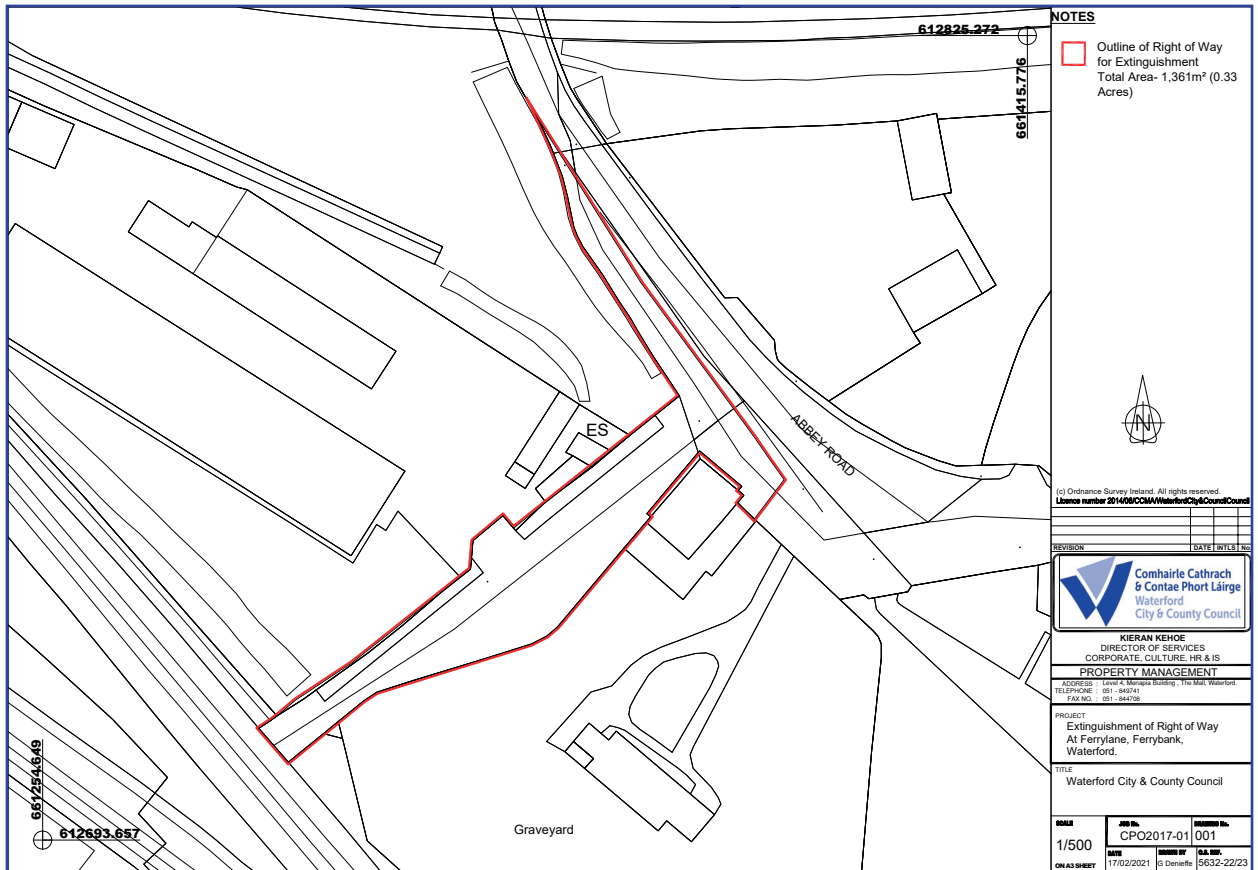 612825.272
661415.776
ES
ABBEY ROAD
Graveyard
661254.649
612693.657
NOTES
Outline of Right of Way
for Extinguishment
Total Area- 1,361m² (0.33
Acres)
N
(c) Ordnance Survey Ireland. All rights reserved.
Licence number 2014/06/CCMA/WaterfordCity&CountyCouncil
REVISION DATE INTLS No.
Comhairle Cathrach
& Contae Phort Láirge
Waterford
City & County Council
KIERAN KEHOE
DIRECTOR OF SERVICES
CORPORATE, CULTURE, HR & IS
PROPERTY MANAGEMENT
ADDRESS : Level 4, Menapia Building , The Mall, Waterford.
TELEPHONE : 051 - 849741
FAX NO. : 051 - 844708
PROJECT
Extinguishment of Right of Way
At Ferrylane, Ferrybank,
Waterford.
TITLE
Waterford City & County Council
SCALE
1/500
ON A3 SHEET
JOB No.
CPO2017-01
DRAWING No.
001
DATE
17/02/2021
DRAWN BY
G Denieffe
O.S. REF.
5632-22/23